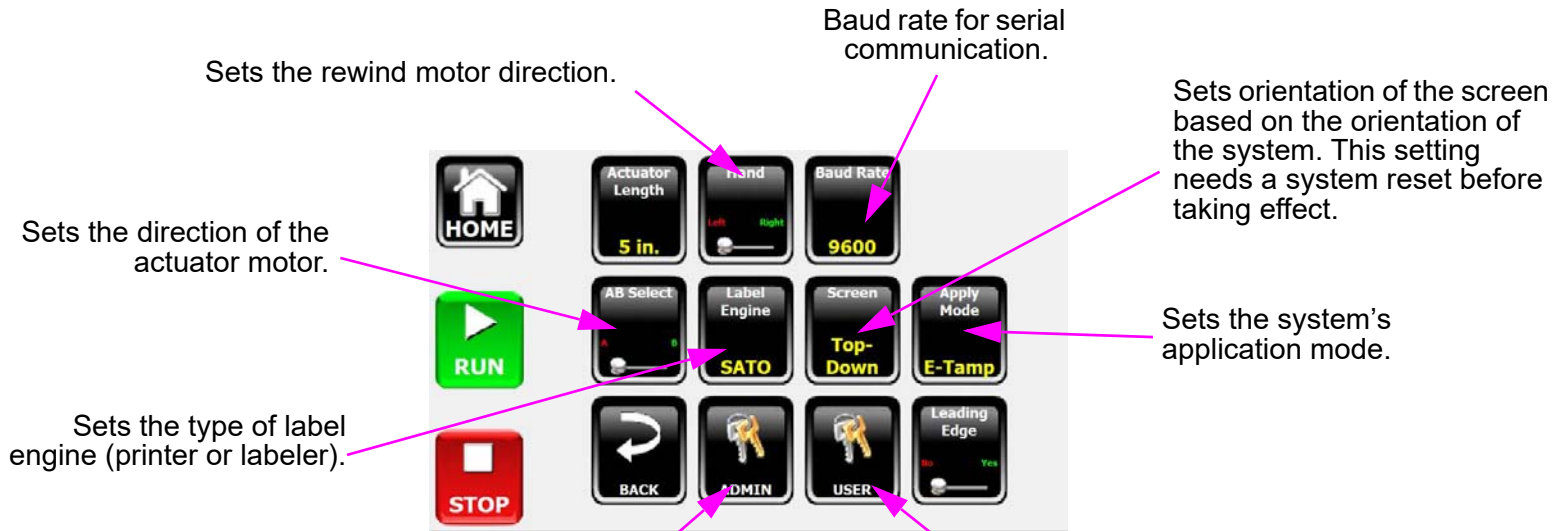 Baud rate for serial
communication.
Sets the rewind motor direction.
Sets orientation of the screen
based on the orientation of
the system. This setting
needs a system reset before
taking effect.
Sets the direction of the
actuator motor.
Sets the system's
application mode.
Sets the type of label
engine (printer or labeler).
HOME
Actuator
Length
5 in.
Hand
Left Right
Baud Rate
9600
RUN
AB Select
A B
Label
Engine
SATO
Screen
Top-
Down
Apply
Mode
E-Tamp
STOP
BACK
ADMIN
USER
Leading
Edge
No Yes